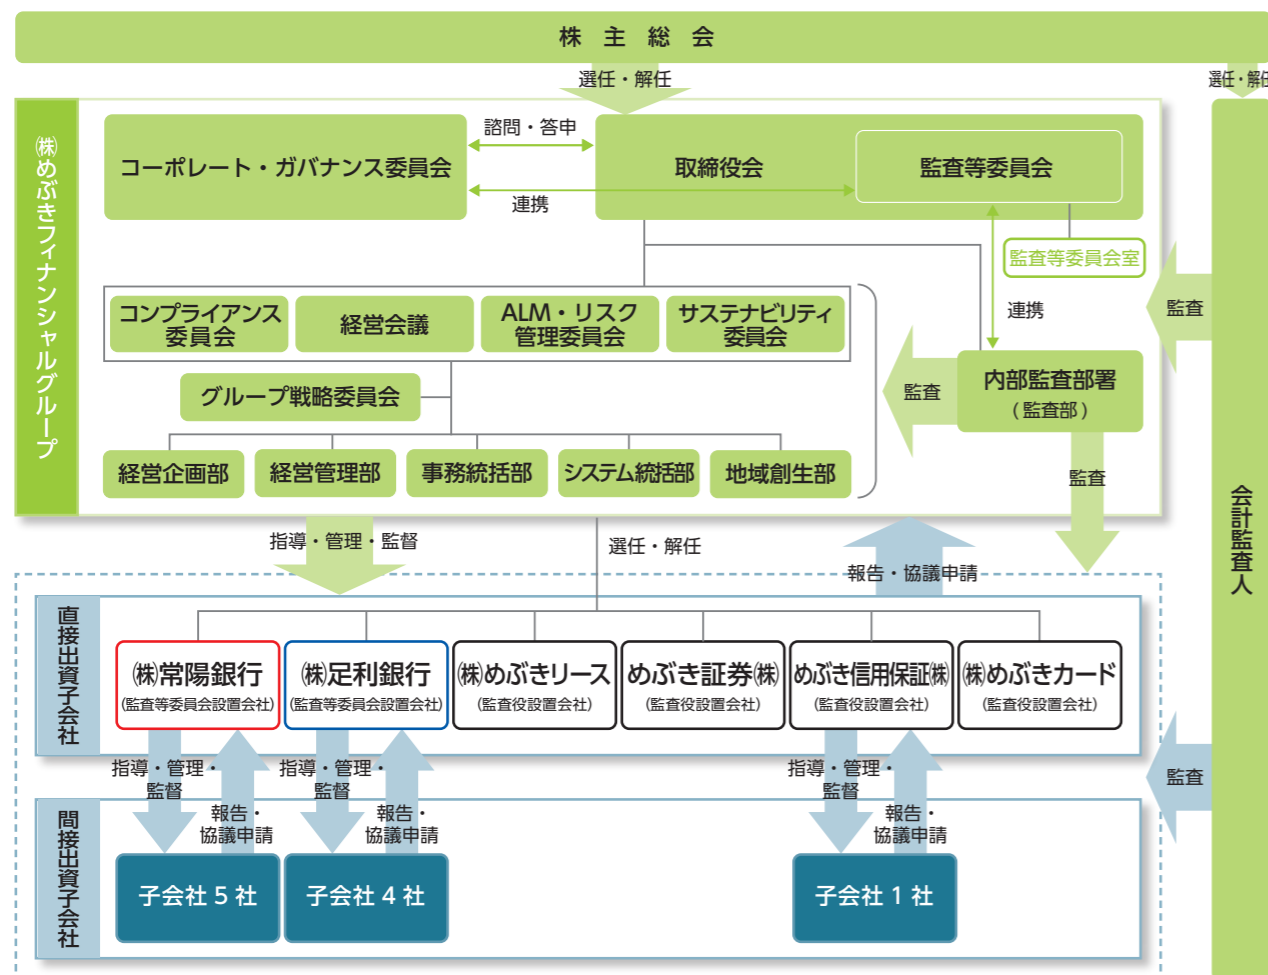 株主総会
選任・解任
選任・解任
㈱めぶきフィナンシャルグループ
コーポレート・ガバナンス委員会
諮問・答申
連携
取締役会
監査等委員会
監査等委員会室
コンプライアンス
委員会
経営会議
ALM・リスク
管理委員会
サステナビリティ
委員会
連携
監査
グループ戦略委員会
監査
内部監査部署
(監査部)
経営企画部
経営管理部
事務統括部
システム統括部
地域創生部
監査
会計監査人
指導・管理・監督
選任・解任
報告・協議申請
直接出資子会社
㈱常陽銀行
(監査等委員会設置会社)
㈱足利銀行
(監査等委員会設置会社)
㈱めぶきリース
(監査役設置会社)
めぶき証券㈱
(監査役設置会社)
めぶき信用保証㈱
(監査役設置会社)
㈱めぶきカード
(監査役設置会社)
指導・管理・
監督
報告・
協議申請
指導・管理・
監督
報告・
協議申請
指導・管理・
監督
報告・
協議申請
監査
間接出資子会社
子会社 5 社
子会社 4 社
子会社 1 社